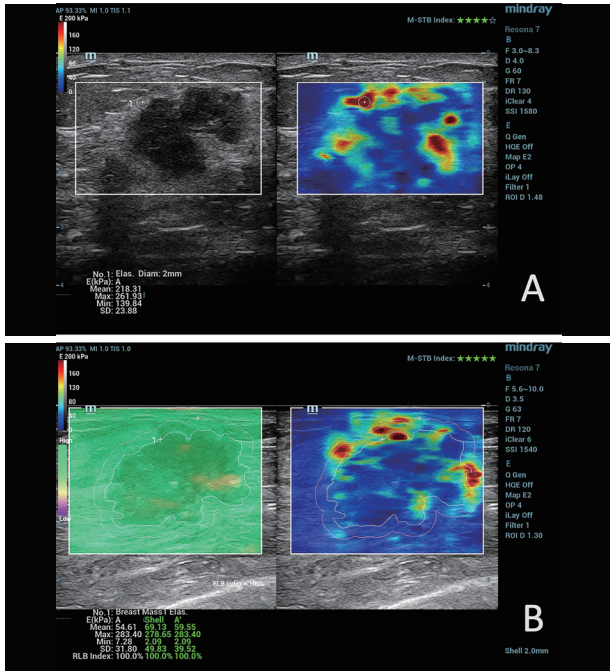 AP 93.33% MI 1.0 TIS 1.1
mindray
E 200 kPa
M-STB Index: ★★★★☆
160
120
80
40
0
m
1
Resona 7
B
F 3.0~8.3
D 4.0
G 60
FR 7
DR 130
iClear 4
SSI 1580
E
Q Gen
HQE Off
Map E2
OP 4
iLay Off
Filter 1
ROI D 1.48
3
4
No.1: Elas. Diam: 2mm
E(kPa): A
Mean: 218.31
Max: 261.93
Min: 139.84
SD: 23.88
A
AP 93.33% MI 1.0 TIS 1.0
mindray
E 200 kPa
M-STB Index: ★★★★★
160
120
80
40
0
High
Low
m
m
1
Resona 7
B
F 5.6~10.0
D 3.5
G 63
FR 7
DR 120
iClear 6
SSI 1540
E
Q Gen
HQE Off
Map E2
OP 4
iLay Off
Filter 1
ROI D 1.30
RLB Index = 100%
No.1: Breast Mass1 Elas.
E(kPa): A Shell A'
Mean: 54.61 69.13 59.55
Max: 283.40 278.65 283.40
Min: 7.28 2.09 2.09
SD: 31.80 49.83 39.52
RLB Index: 100.0% 100.0% 100.0%
B
Shell 2.0mm